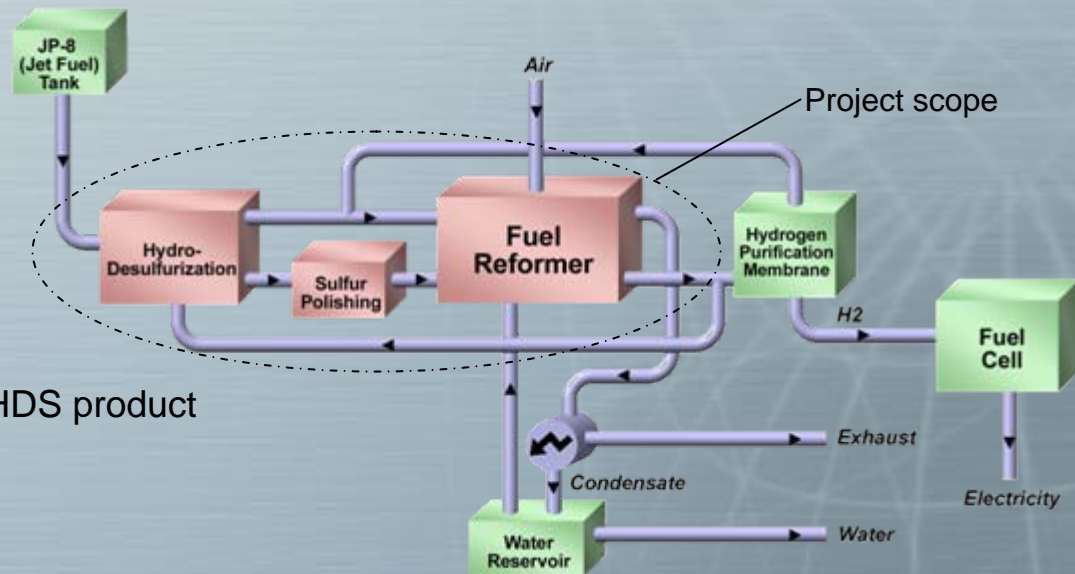 JP-8
(Jet Fuel)
Tank
Air
Project scope
Hydro-
Desulfurization
Sulfur
Polishing
Fuel
Reformer
Hydrogen
Purification
Membrane
H2
Fuel
Cell
HDS product
Exhaust
Condensate
Electricity
Water
Reservoir
Water